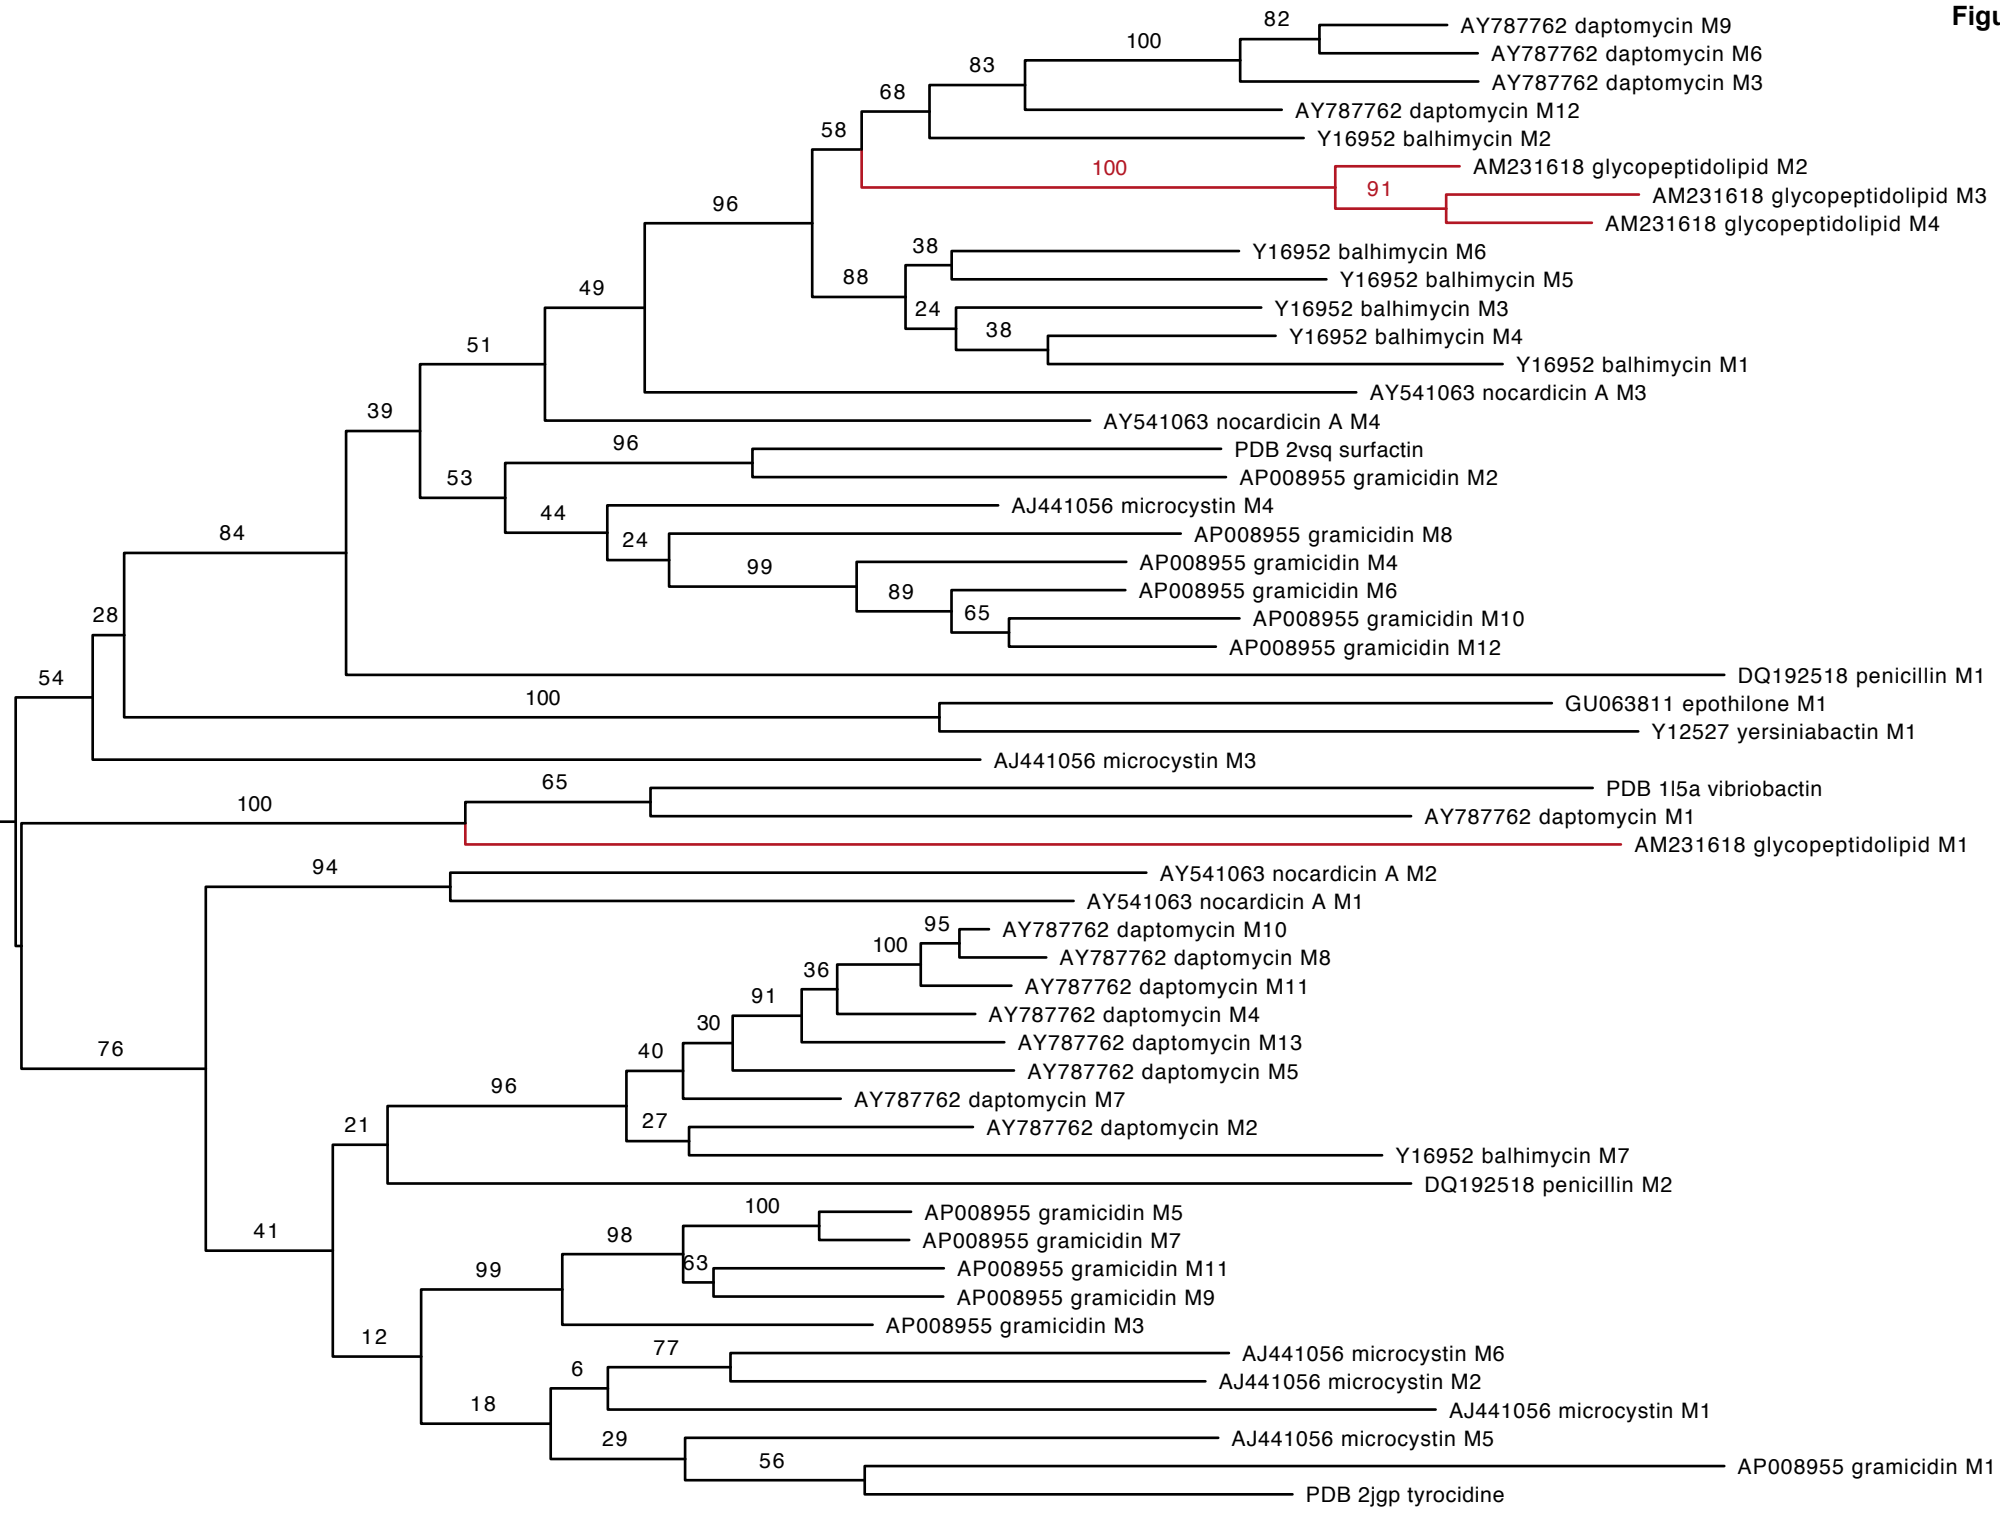 Figu
82
AY787762 daptomycin M9
AY787762 daptomycin M6
100
AY787762 daptomycin M3
83
AY787762 daptomycin M12
68
Y16952 balhimycin M2
58
100
AM231618 glycopeptidolipid M2
91
AM231618 glycopeptidolipid M3
AM231618 glycopeptidolipid M4
96
38
Y16952 balhimycin M6
Y16952 balhimycin M5
88
24
Y16952 balhimycin M3
38
Y16952 balhimycin M4
Y16952 balhimycin M1
49
AY541063 nocardicin A M3
51
AY541063 nocardicin A M4
39
96
PDB 2vsq surfactin
AP008955 gramicidin M2
53
44
AJ441056 microcystin M4
24
AP008955 gramicidin M8
99
AP008955 gramicidin M4
89
AP008955 gramicidin M6
65
AP008955 gramicidin M10
AP008955 gramicidin M12
84
DQ192518 penicillin M1
28
100
GU063811 epothilone M1
Y12527 yersiniabactin M1
54
AJ441056 microcystin M3
65
PDB 1l5a vibriobactin
100
AY787762 daptomycin M1
AM231618 glycopeptidolipid M1
94
AY541063 nocardicin A M2
AY541063 nocardicin A M1
95
AY787762 daptomycin M10
100
AY787762 daptomycin M8
36
AY787762 daptomycin M11
91
AY787762 daptomycin M4
30
AY787762 daptomycin M13
40
AY787762 daptomycin M5
76
96
AY787762 daptomycin M7
27
AY787762 daptomycin M2
21
Y16952 balhimycin M7
DQ192518 penicillin M2
41
100
AP008955 gramicidin M5
98
AP008955 gramicidin M7
63
AP008955 gramicidin M11
99
AP008955 gramicidin M9
AP008955 gramicidin M3
12
77
AJ441056 microcystin M6
6
AJ441056 microcystin M2
18
AJ441056 microcystin M1
29
AJ441056 microcystin M5
56
AP008955 gramicidin M1
PDB 2jgp tyrocidine